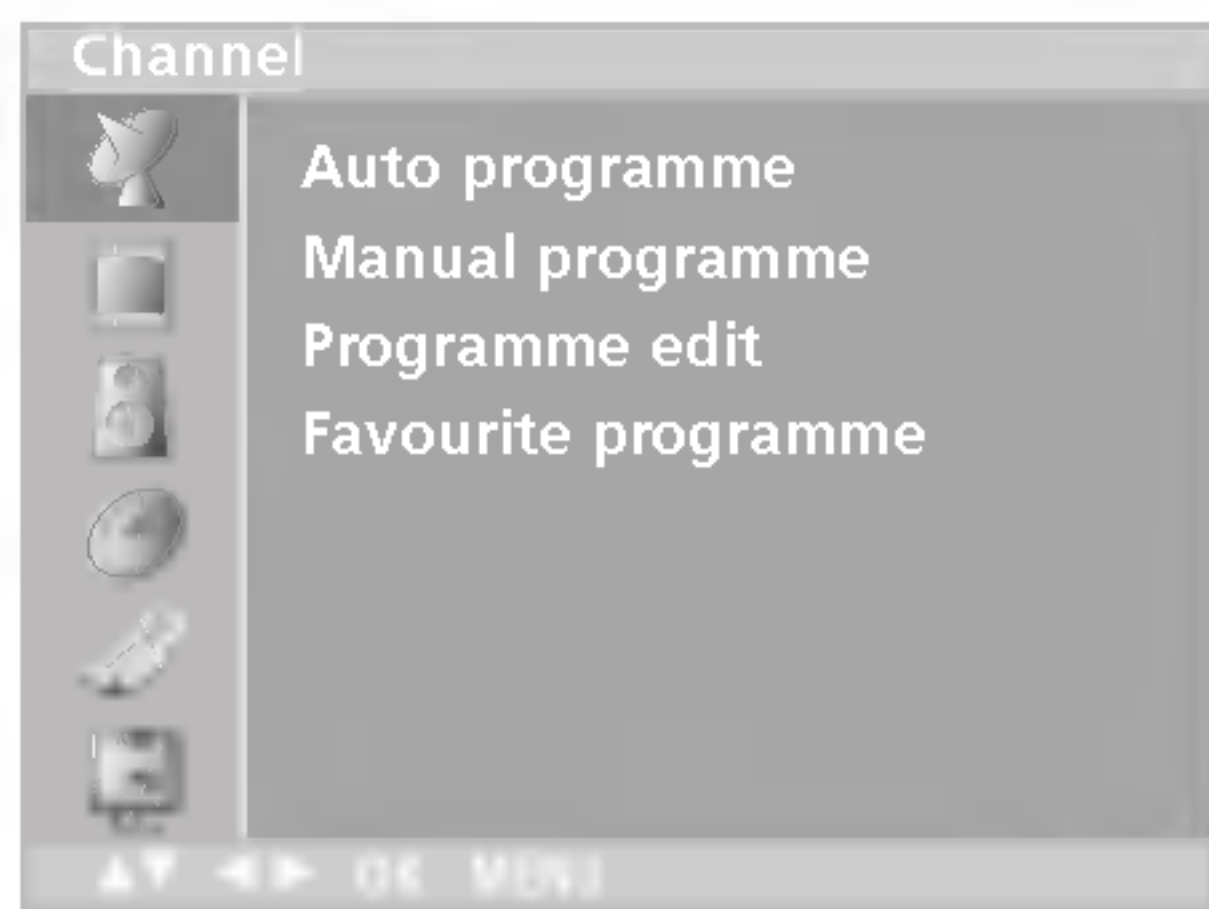 Channel
Auto programme
Manual programme
Programme edit
Favourite programme
▲▼ ◀▶ OK MENU